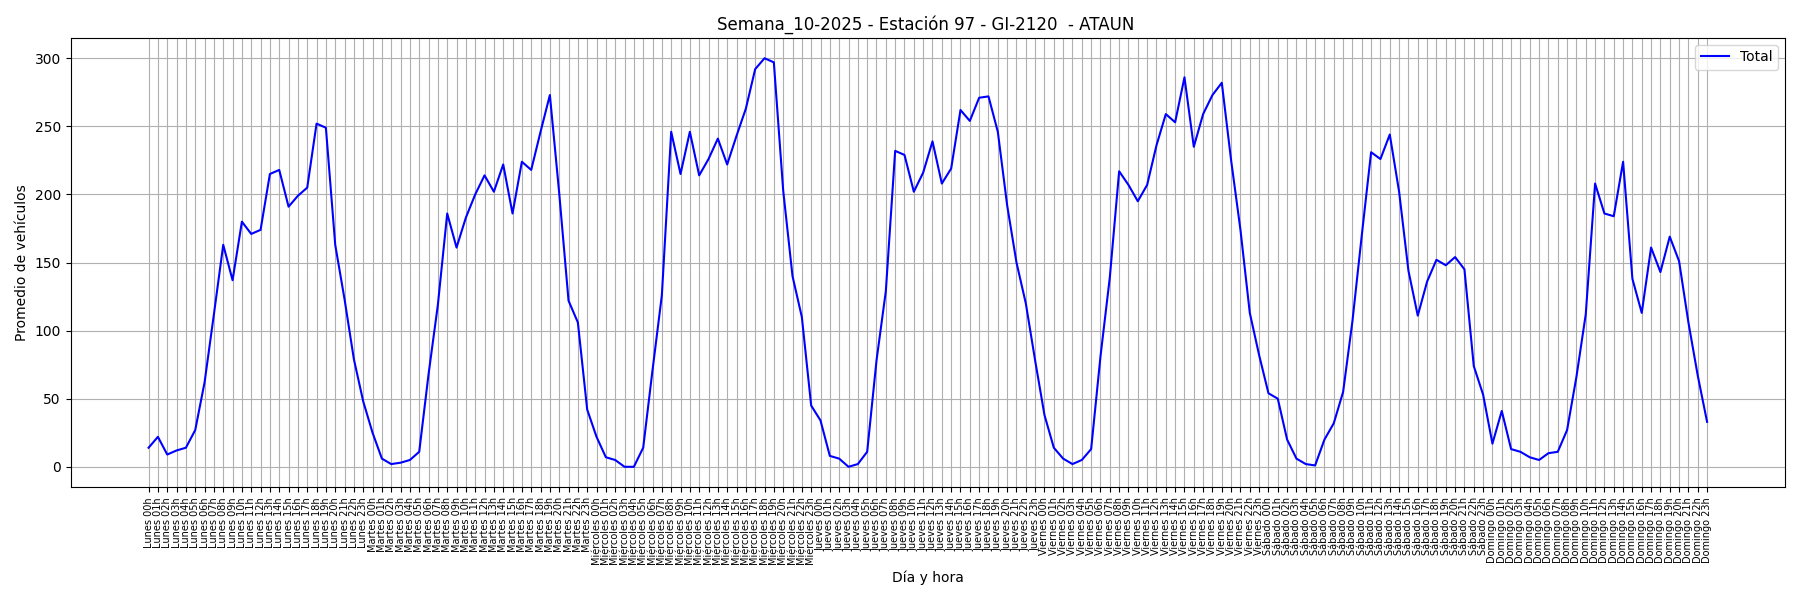 Semana_10-2025 - Estación 97 - GI-2120 - ATAUN
Total
Promedio de vehículos
300
250
200
150
100
50
0
Lunes 00h
Lunes 01h
Lunes 02h
Lunes 03h
Lunes 04h
Lunes 05h
Lunes 06h
Lunes 07h
Lunes 08h
Lunes 09h
Lunes 10h
Lunes 11h
Lunes 12h
Lunes 13h
Lunes 14h
Lunes 15h
Lunes 16h
Lunes 17h
Lunes 18h
Lunes 19h
Lunes 20h
Lunes 21h
Lunes 22h
Lunes 23h
Martes 00h
Martes 01h
Martes 02h
Martes 03h
Martes 04h
Martes 05h
Martes 06h
Martes 07h
Martes 08h
Martes 09h
Martes 10h
Martes 11h
Martes 12h
Martes 13h
Martes 14h
Martes 15h
Martes 16h
Martes 17h
Martes 18h
Martes 19h
Martes 20h
Martes 21h
Martes 22h
Martes 23h
Miércoles 00h
Miércoles 01h
Miércoles 02h
Miércoles 03h
Miércoles 04h
Miércoles 05h
Miércoles 06h
Miércoles 07h
Miércoles 08h
Miércoles 09h
Miércoles 10h
Miércoles 11h
Miércoles 12h
Miércoles 13h
Miércoles 14h
Miércoles 15h
Miércoles 16h
Miércoles 17h
Miércoles 18h
Miércoles 19h
Miércoles 20h
Miércoles 21h
Miércoles 22h
Miércoles 23h
Jueves 00h
Jueves 01h
Jueves 02h
Jueves 03h
Jueves 04h
Jueves 05h
Jueves 06h
Jueves 07h
Jueves 08h
Jueves 09h
Jueves 10h
Jueves 11h
Jueves 12h
Jueves 13h
Jueves 14h
Jueves 15h
Jueves 16h
Jueves 17h
Jueves 18h
Jueves 19h
Jueves 20h
Jueves 21h
Jueves 22h
Jueves 23h
Viernes 00h
Viernes 01h
Viernes 02h
Viernes 03h
Viernes 04h
Viernes 05h
Viernes 06h
Viernes 07h
Viernes 08h
Viernes 09h
Viernes 10h
Viernes 11h
Viernes 12h
Viernes 13h
Viernes 14h
Viernes 15h
Viernes 16h
Viernes 17h
Viernes 18h
Viernes 19h
Viernes 20h
Viernes 21h
Viernes 22h
Viernes 23h
Sábado 00h
Sábado 01h
Sábado 02h
Sábado 03h
Sábado 04h
Sábado 05h
Sábado 06h
Sábado 07h
Sábado 08h
Sábado 09h
Sábado 10h
Sábado 11h
Sábado 12h
Sábado 13h
Sábado 14h
Sábado 15h
Sábado 16h
Sábado 17h
Sábado 18h
Sábado 19h
Sábado 20h
Sábado 21h
Sábado 22h
Sábado 23h
Domingo 00h
Domingo 01h
Domingo 02h
Domingo 03h
Domingo 04h
Domingo 05h
Domingo 06h
Domingo 07h
Domingo 08h
Domingo 09h
Domingo 10h
Domingo 11h
Domingo 12h
Domingo 13h
Domingo 14h
Domingo 15h
Domingo 16h
Domingo 17h
Domingo 18h
Domingo 19h
Domingo 20h
Domingo 21h
Domingo 22h
Domingo 23h
Día y hora